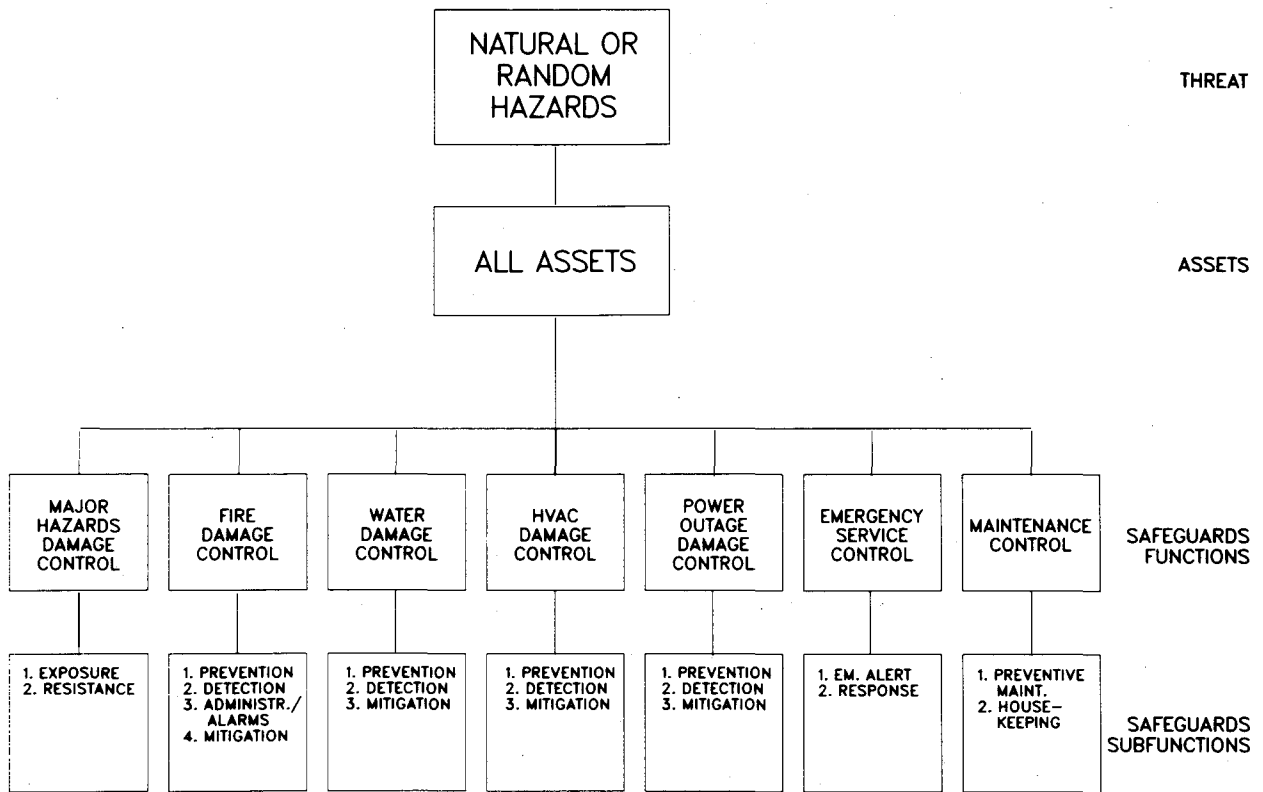 NATURAL OR
RANDOM
HAZARDS
THREAT
ALL ASSETS
ASSETS
MAJOR
HAZARDS
DAMAGE
CONTROL
FIRE
DAMAGE
CONTROL
WATER
DAMAGE
CONTROL
HVAC
DAMAGE
CONTROL
POWER
OUTAGE
DAMAGE
CONTROL
EMERGENCY
SERVICE
CONTROL
MAINTENANCE
CONTROL
SAFEGUARDS
FUNCTIONS
1. EXPOSURE
2. RESISTANCE
1. PREVENTION
2. DETECTION
3. ADMINISTR./
ALARMS
4. MITIGATION
1. PREVENTION
2. DETECTION
3. MITIGATION
1. PREVENTION
2. DETECTION
3. MITIGATION
1. PREVENTION
2. DETECTION
3. MITIGATION
1. EM. ALERT
2. RESPONSE
1. PREVENTIVE
MAINT.
2. HOUSE-
KEEPING
SAFEGUARDS
SUBFUNCTIONS